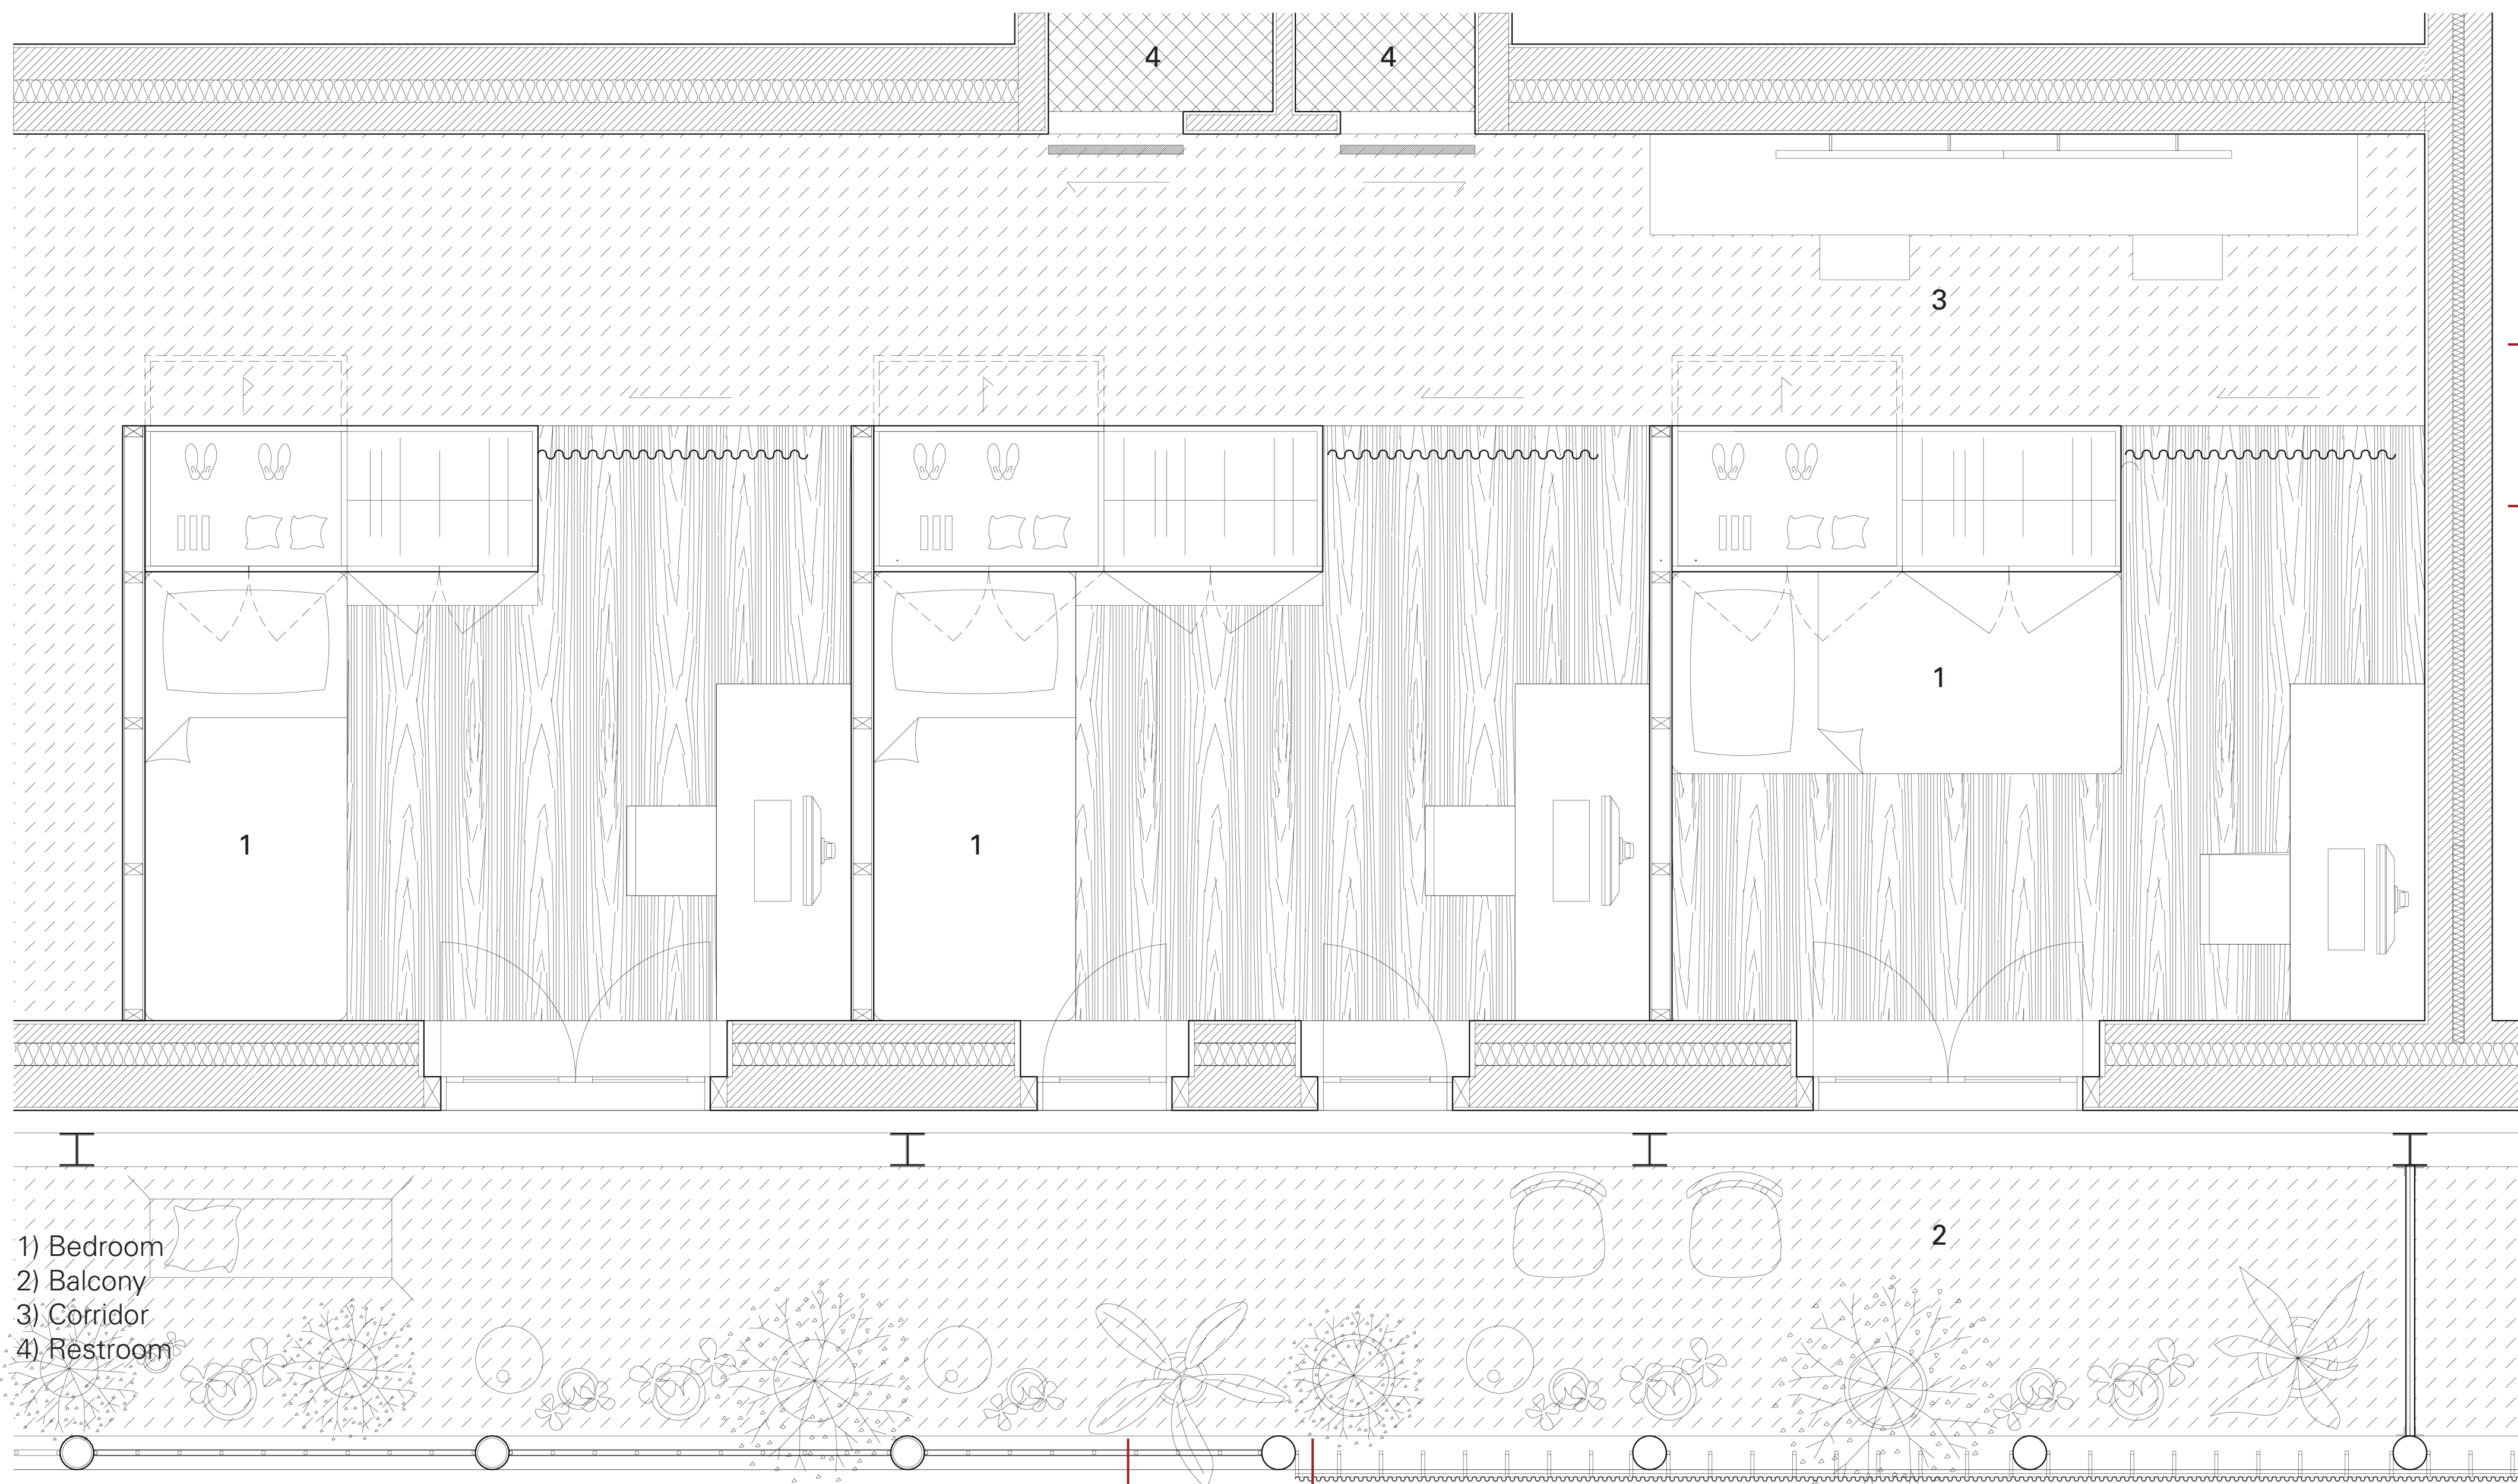 4 4
3
1
1 1
2
1) Bedroom
2) Balcony
3) Corridor
4) Restroom